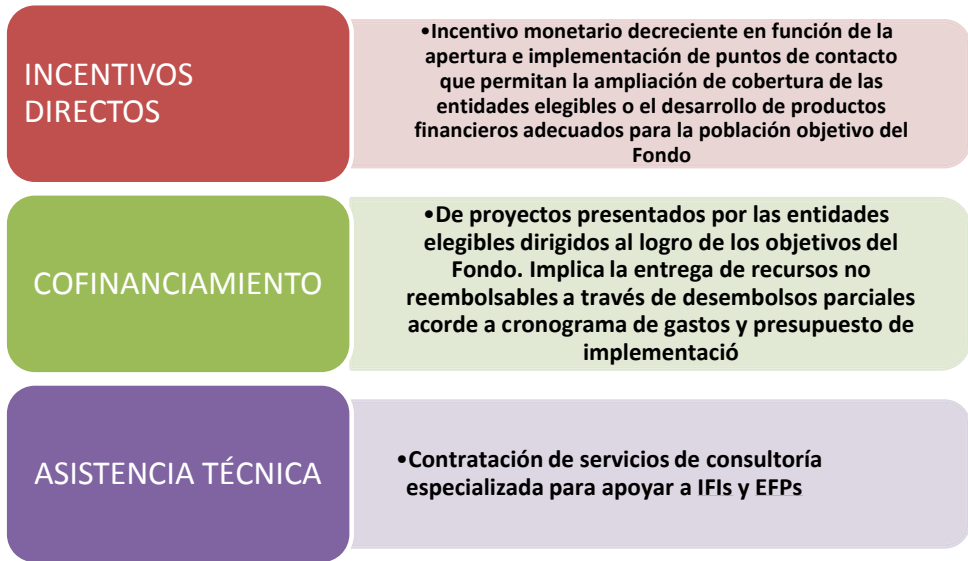 INCENTIVOS
DIRECTOS
•Incentivo monetario decreciente en función de la
apertura e implementación de puntos de contacto
que permitan la ampliación de cobertura de las
entidades elegibles o el desarrollo de productos
financieros adecuados para la población objetivo del
Fondo
COFINANCIAMIENTO
•De proyectos presentados por las entidades
elegibles dirigidos al logro de los objetivos del
Fondo. Implica la entrega de recursos no
reembolsables a través de desembolsos parciales
acorde a cronograma de gastos y presupuesto de
implementació
ASISTENCIA TÉCNICA
•Contratación de servicios de consultoría
especializada para apoyar a IFIs y EFPs